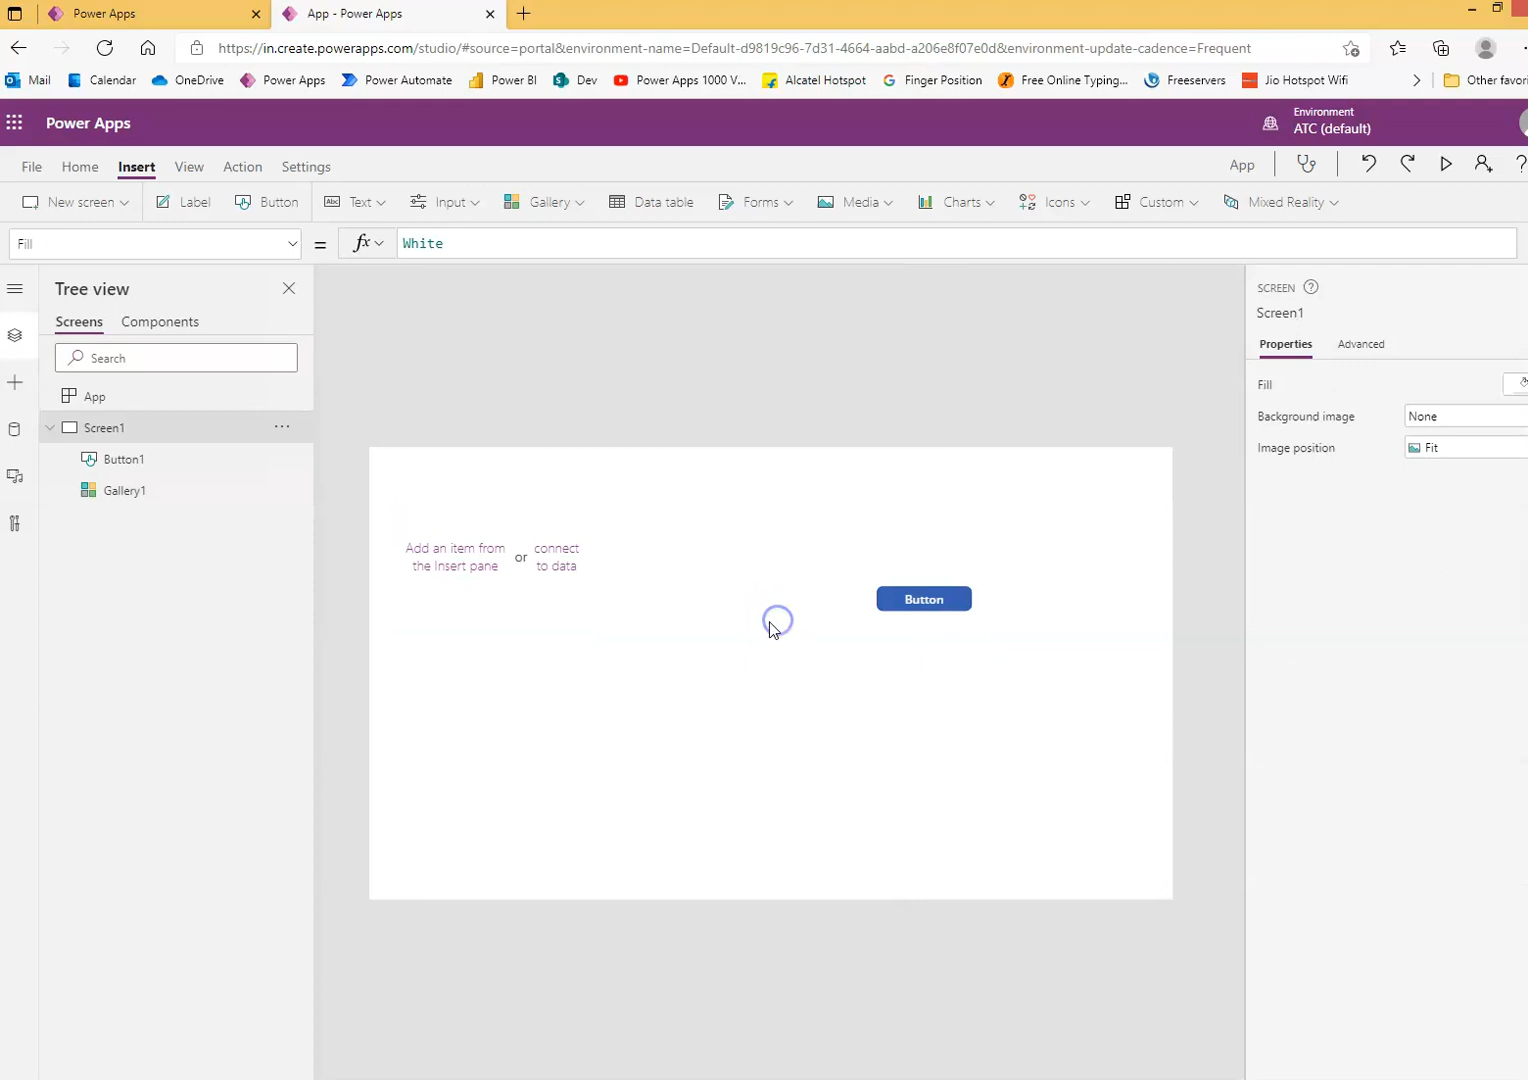 Power Apps
App - Power Apps
https://in.create.powerapps.com/studio/#source=portal&environment-name=Default-d9819c96-7d31-4664-aabd-a206e8f07e0d&environment-update-cadence=Frequent
Mail Calendar OneDrive Power Apps Power Automate Power BI Dev Power Apps 1000 V... Alcatel Hotspot Finger Position Free Online Typing... Freeservers Jio Hotspot Wifi Other favori
Power Apps
Environment
ATC (default)
File Home Insert View Action Settings App
New screen Label Button Text Input Gallery Data table Forms Media Charts Icons Custom Mixed Reality
Fill = fx White
Tree view
Screens Components
Search
App
Screen1
Button1
Gallery1
Add an item from
the Insert pane
or
connect
to data
Button
SCREEN
Screen1
Properties Advanced
Fill
Background image None
Image position Fit